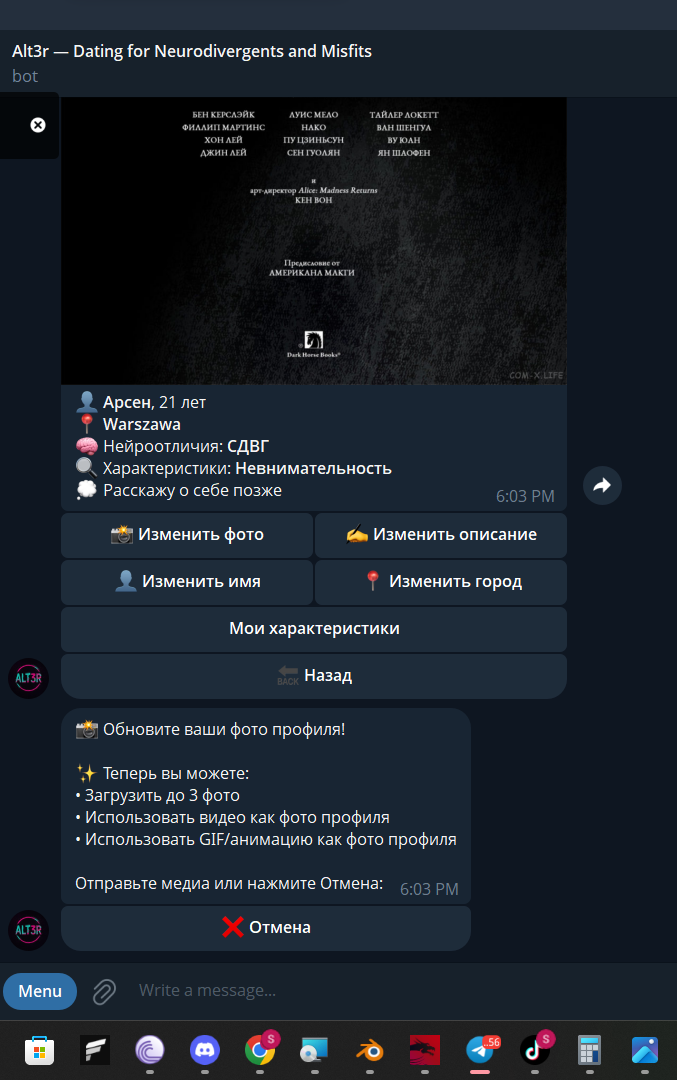 Alt3r — Dating for Neurodivergents and Misfits
bot
БЕН КЕРСЛЭЙК ЛУИС МЕЛО ТАЙЛЕР ЛОКЕТТ
ФИЛЛИП МАРТИНС НАКО ВАН ШЕНГУА
ХОН ЛЕЙ ПУ ЦЗИНЬСУН ВУ ЮАН
ДЖИН ЛЕЙ СЕН ГУОЛЯН ЯН ШАОФЕН
и
арт-директор Alice: Madness Returns
КЕН ВОН
Предисловие от
АМЕРИКАНА МАКГИ
Dark Horse Books®
COM-X.LIFE
Арсен, 21 лет
Warszawa
Нейроотличия: СДВГ
Характеристики: Невнимательность
Расскажу о себе позже
6:03 PM
Изменить фото Изменить описание
Изменить имя Изменить город
Мои характеристики
BACK Назад
ALT3R
Обновите ваши фото профиля!
Теперь вы можете:
• Загрузить до 3 фото
• Использовать видео как фото профиля
• Использовать GIF/анимацию как фото профиля
Отправьте медиа или нажмите Отмена: 6:03 PM
Отмена
ALT3R
Menu Write a message...
S ..56 S